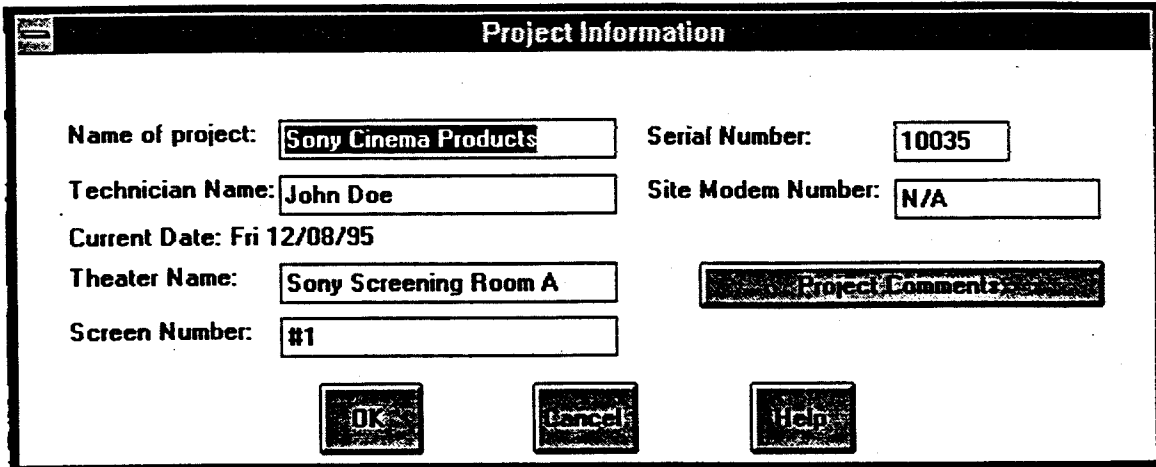 Project Information
Name of project: Sony Cinema Products
Serial Number: 10035
Technician Name: John Doe
Site Modem Number: N/A
Current Date: Fri 12/08/95
Theater Name: Sony Screening Room A
Project Comments>>
Screen Number: #1
OK
Cancel
Help